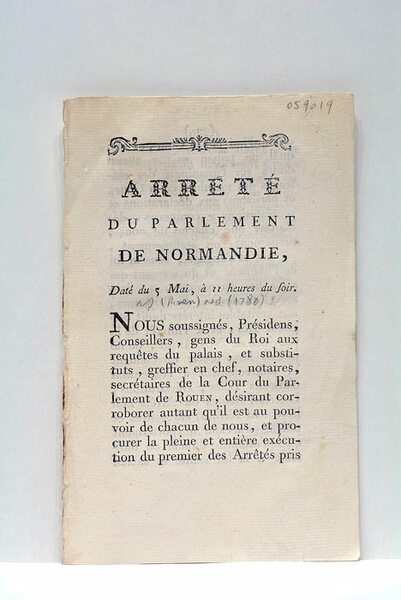 059019
ARRÊTÉ
DU PARLEMENT
DE NORMANDIE,
Daté du 5 Mai, à 11 heures du soir.
(Rouen) (1788)
NOUS soussignés, Présidens,
Conseillers, gens du Roi aux
requêtes du palais, et substi-
tuts, greffier en chef, notaires,
secrétaires de la Cour du Par-
lement de ROUEN, désirant cor-
roborer autant qu'il est au pou-
voir de chacun de nous, et pro-
curer la pleine et entière exécu-
tion du premier des Arrêtés pris